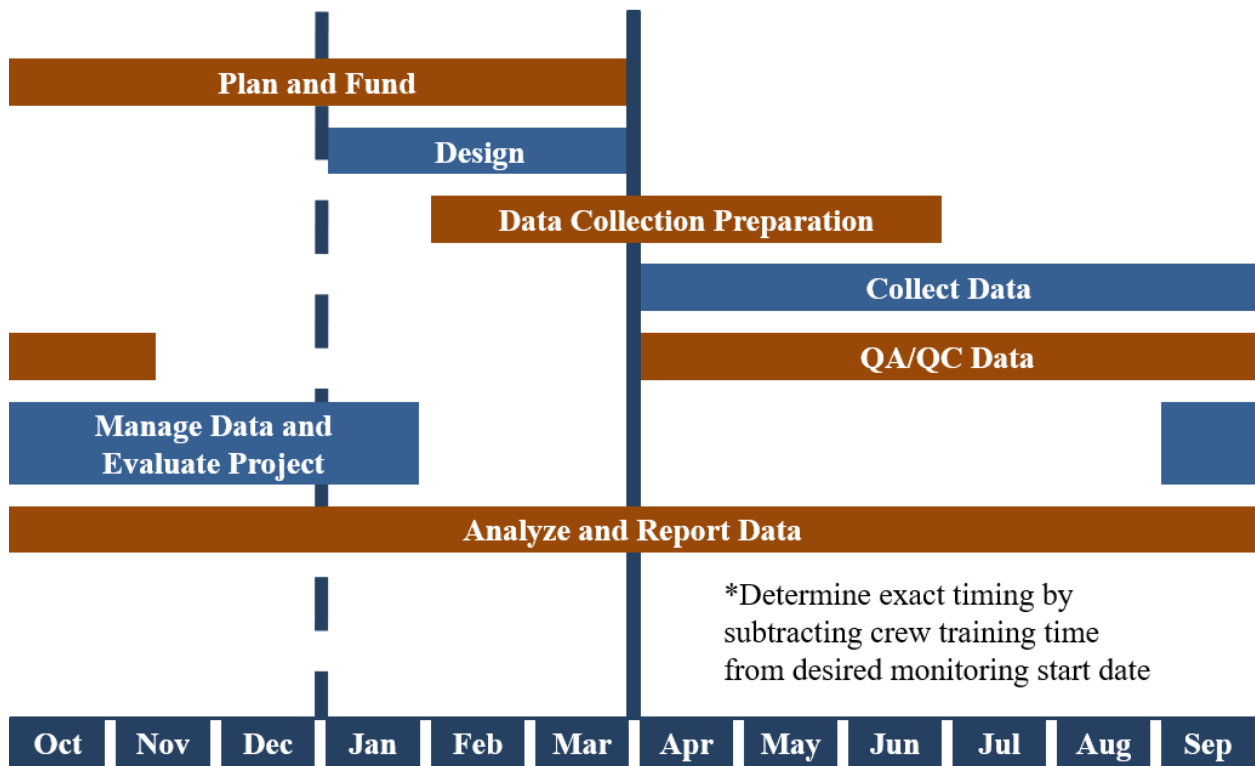 Plan and Fund
Design
Data Collection Preparation
Collect Data
QA/QC Data
Manage Data and
Evaluate Project
Analyze and Report Data
*Determine exact timing by
subtracting crew training time
from desired monitoring start date
Oct Nov Dec Jan Feb Mar Apr May Jun Jul Aug Sep